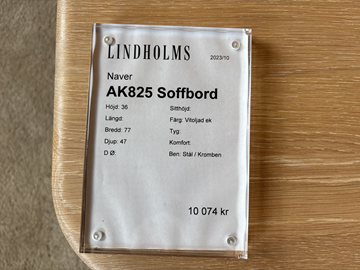 LINDHOLMS
2023/10
Naver
AK825 Soffbord
Höjd: 36 Sitthöjd:
Längd: Färg: Vitoljad ek
Bredd: 77 Tyg:
Djup: 47 Komfort:
D Ø: Ben: Stål / Kromben
10 074 kr